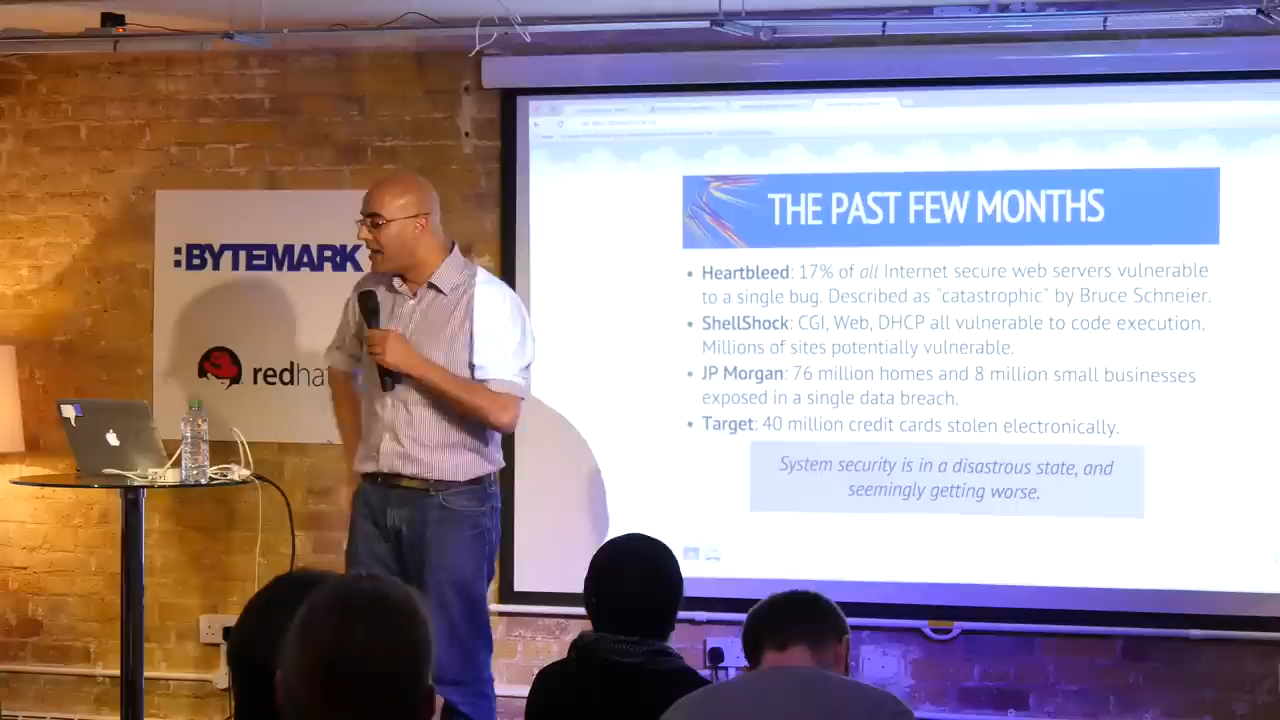 :BYTEMARK
redha
THE PAST FEW MONTHS
• Heartbleed: 17% of all Internet secure web servers vulnerable
to a single bug. Described as "catastrophic" by Bruce Schneier.
• ShellShock: CGI, Web, DHCP all vulnerable to code execution.
Millions of sites potentially vulnerable.
• JP Morgan: 76 million homes and 8 million small businesses
exposed in a single data breach.
• Target: 40 million credit cards stolen electronically.
System security is in a disastrous state, and
seemingly getting worse.